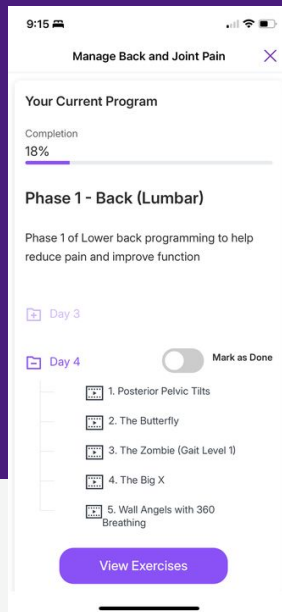 9:15
Manage Back and Joint Pain
Your Current Program
Completion
18%
Phase 1 - Back (Lumbar)
Phase 1 of Lower back programming to help
reduce pain and improve function
Day 3
Day 4
Mark as Done
1. Posterior Pelvic Tilts
2. The Butterfly
3. The Zombie (Gait Level 1)
4. The Big X
5. Wall Angels with 360
Breathing
View Exercises